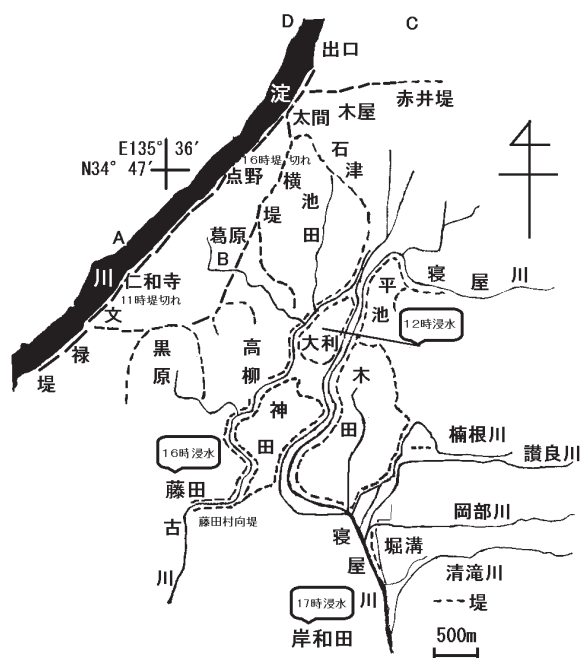 D
C
出口
淀
赤井堤
太間
木屋
E135° 36′
N34° 47′
16時堤切れ
石津
点野
横堤
池田
葛原
A
B
川
仁和寺
11時堤切れ
文禄堤
平池
寝屋川
12時浸水
大利
黒原
高柳
木田
神田
楠根川
讃良川
16時浸水
藤田
藤田村向堤
岡部川
古川
寝屋川
堀溝
清滝川
堤
17時浸水
岸和田
500m